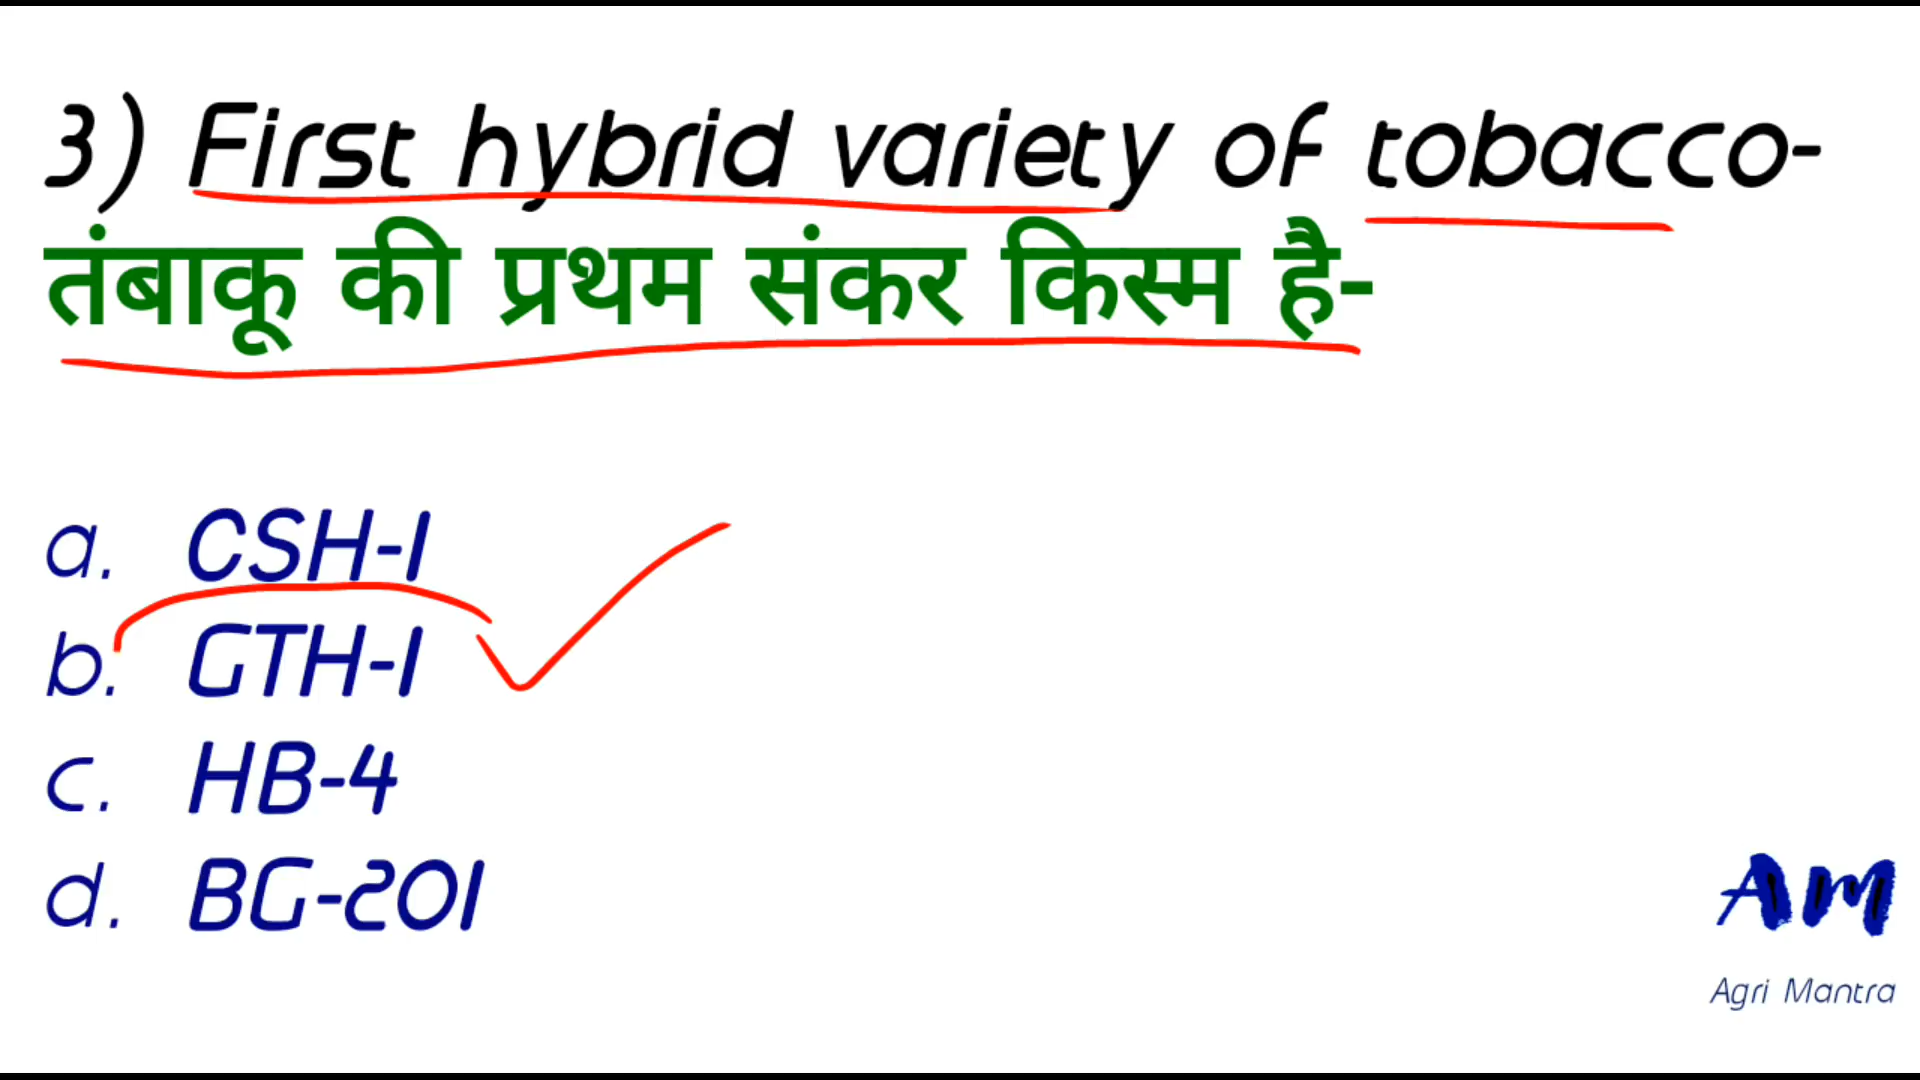 3) First hybrid variety of tobacco-
तंबाकू की प्रथम संकर किस्म है-
a. CSH-1
b. GTH-1
c. HB-4
d. BG-201
AM
Agri Mantra